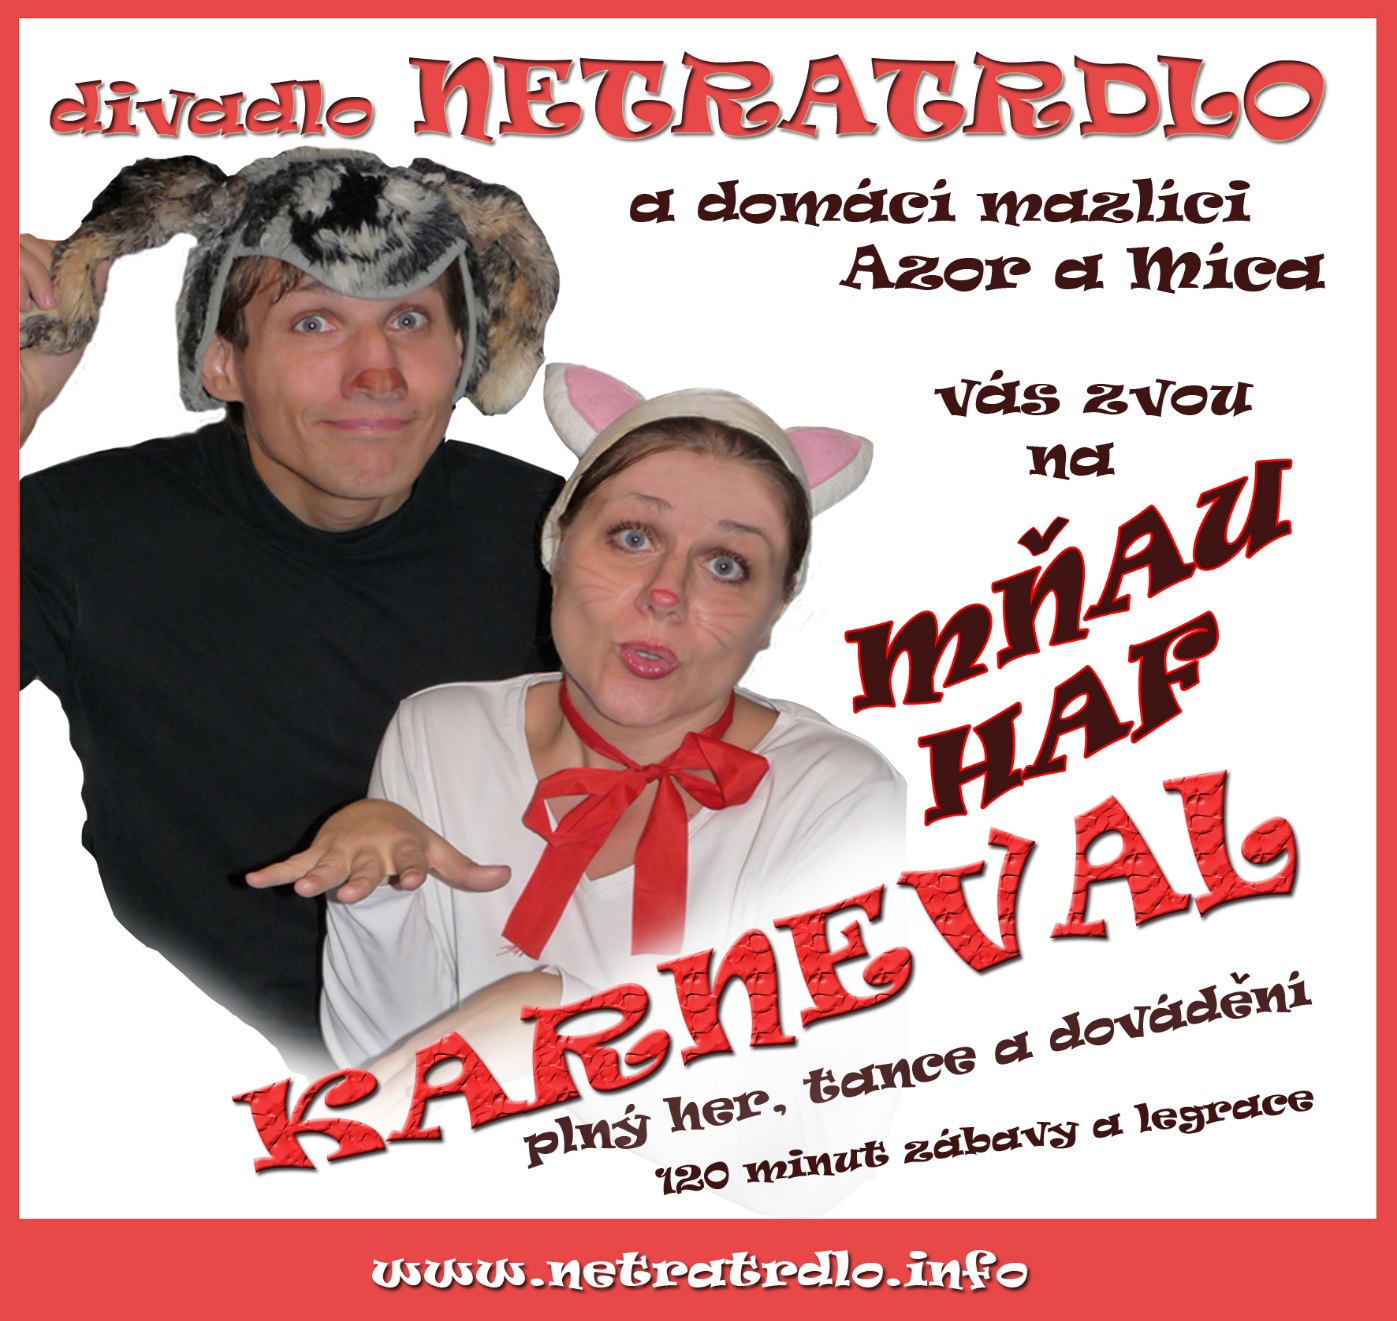 divadlo NETRATRDLO
a domácí mazlíci
Azor a Míca
vás zvou
na
MŇAU
HAF
KARNEVAL
plný her, tance a dovádění
120 minut zábavy a legrace
www.netratrdlo.info